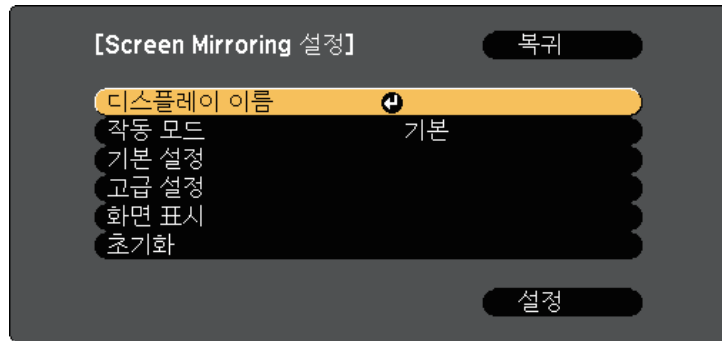 [Screen Mirroring 설정] 복귀
디스플레이 이름
작동 모드 기본
기본 설정
고급 설정
화면 표시
초기화
설정